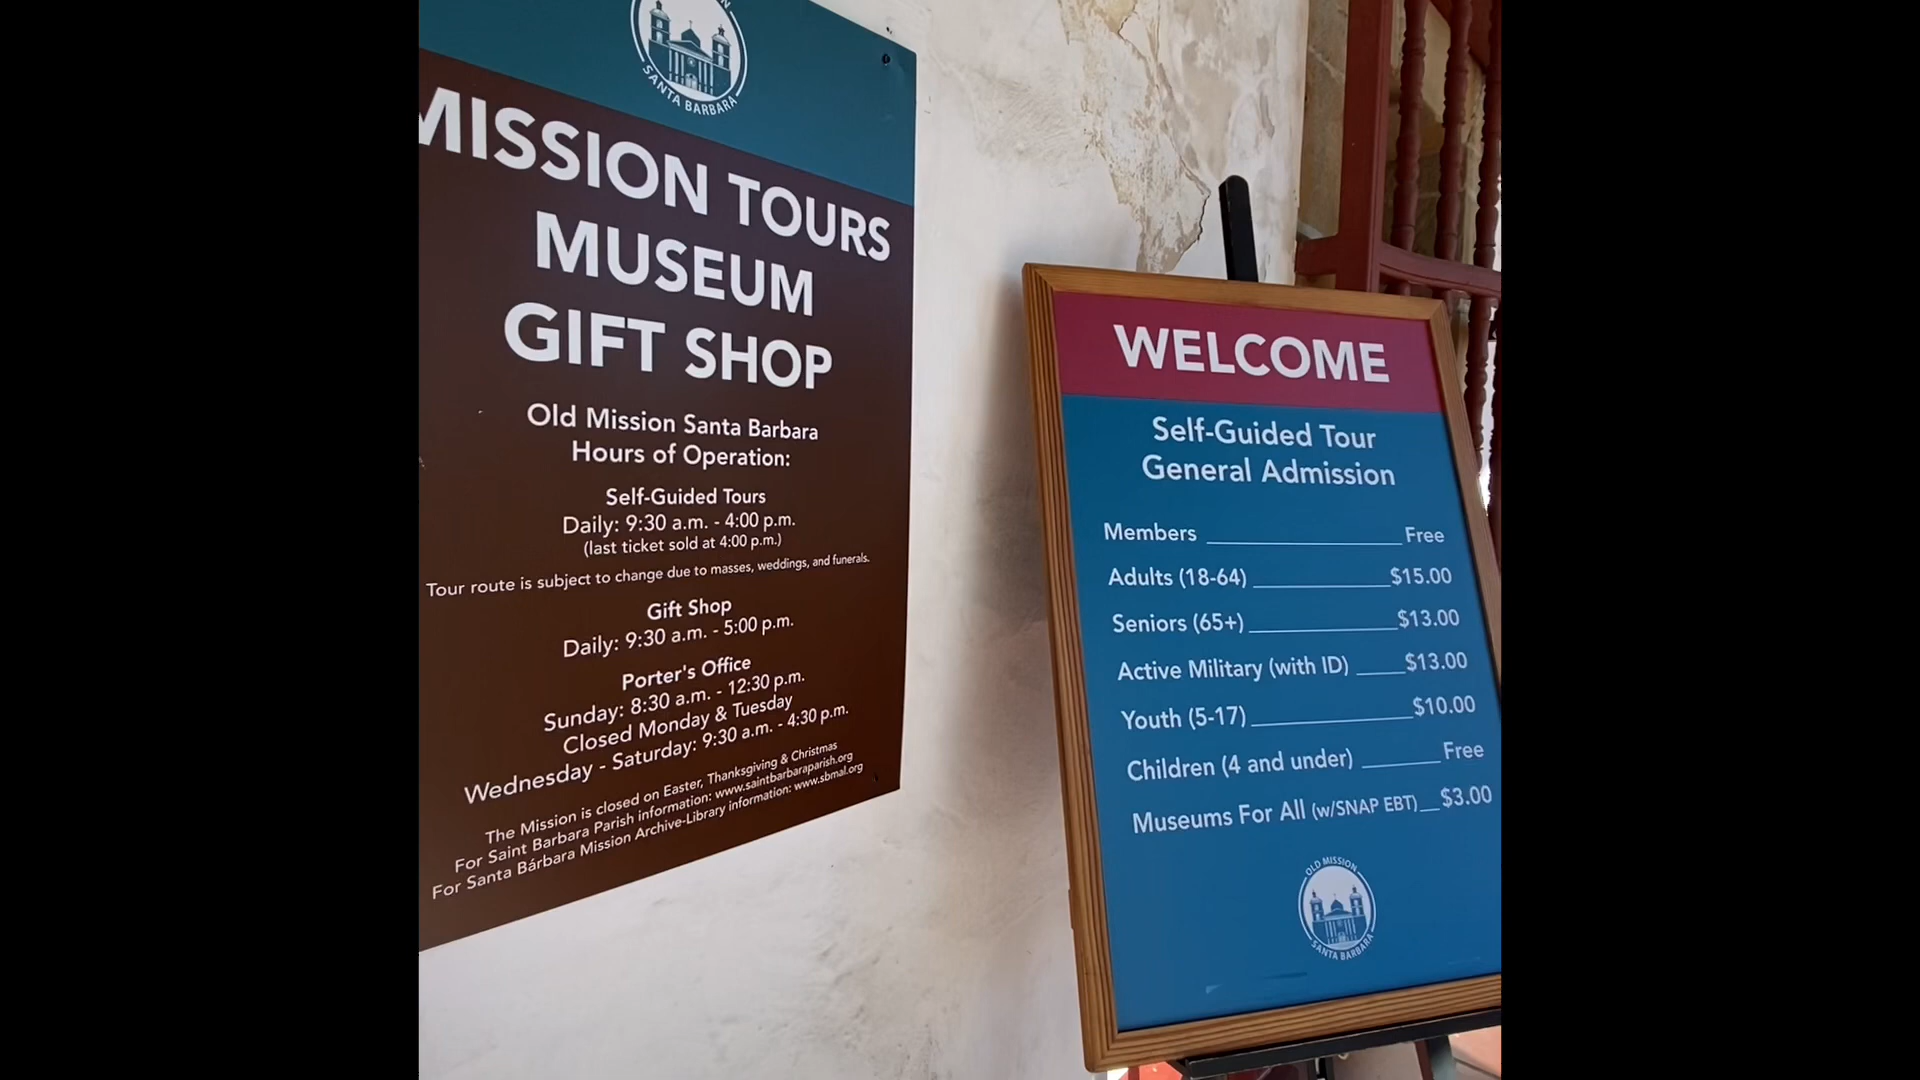 SANTA BARBARA
MISSION TOURS
MUSEUM
GIFT SHOP
Old Mission Santa Barbara
Hours of Operation:
Self-Guided Tours
Daily: 9:30 a.m. - 4:00 p.m.
(last ticket sold at 4:00 p.m.)
Tour route is subject to change due to masses, weddings, and funerals.
Gift Shop
Daily: 9:30 a.m. - 5:00 p.m.
Porter's Office
Sunday: 8:30 a.m. - 12:30 p.m.
Closed Monday & Tuesday
Wednesday - Saturday: 9:30 a.m. - 4:30 p.m.
The Mission is closed on Easter, Thanksgiving & Christmas
For Saint Barbara Parish information: www.saintbarbaraparish.org
For Santa Bárbara Mission Archive-Library information: www.sbmal.org
WELCOME
Self-Guided Tour
General Admission
Members Free
Adults (18-64) $15.00
Seniors (65+) $13.00
Active Military (with ID) $13.00
Youth (5-17) $10.00
Children (4 and under) Free
Museums For All (w/SNAP EBT) $3.00
OLD MISSION
SANTA BARBARA